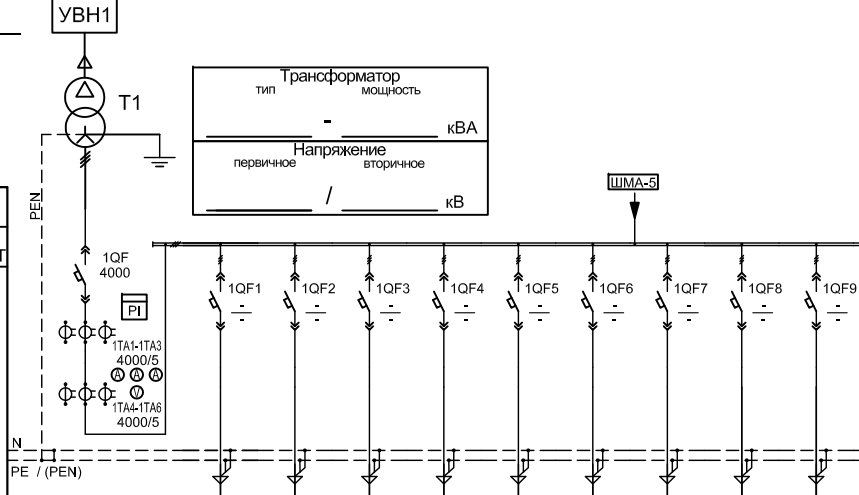 УВН1
T1
Трансформатор
тип мощность
- кВА
Напряжение
первичное вторичное
/ кВ
ШМА-5
PEN
1QF
4000
PI
1TA1-1TA3
4000/5
A A A
V
1TA4-1TA6
4000/5
1QF1
1QF2
1QF3
1QF4
1QF5
1QF6
1QF7
1QF8
1QF9
N
PE / (PEN)